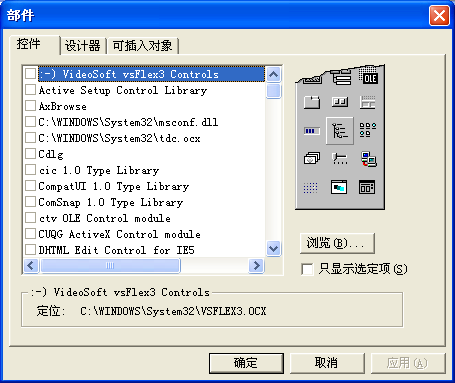 部件
控件 设计器 可插入对象
:-) VideoSoft vsFlex3 Controls
Active Setup Control Library
AxBrowse
C:\WINDOWS\System32\msconf.dll
C:\WINDOWS\System32\tdc.ocx
Cdlg
cic 1.0 Type Library
CompatUI 1.0 Type Library
ComSnap 1.0 Type Library
ctv OLE Control module
CUQG ActiveX Control module
DHTML Edit Control for IE5
OLE
浏览(B)...
只显示选定项(S)
:-) VideoSoft vsFlex3 Controls
定位: C:\WINDOWS\System32\VSFLEX3.OCX
确定 取消 应用(A)